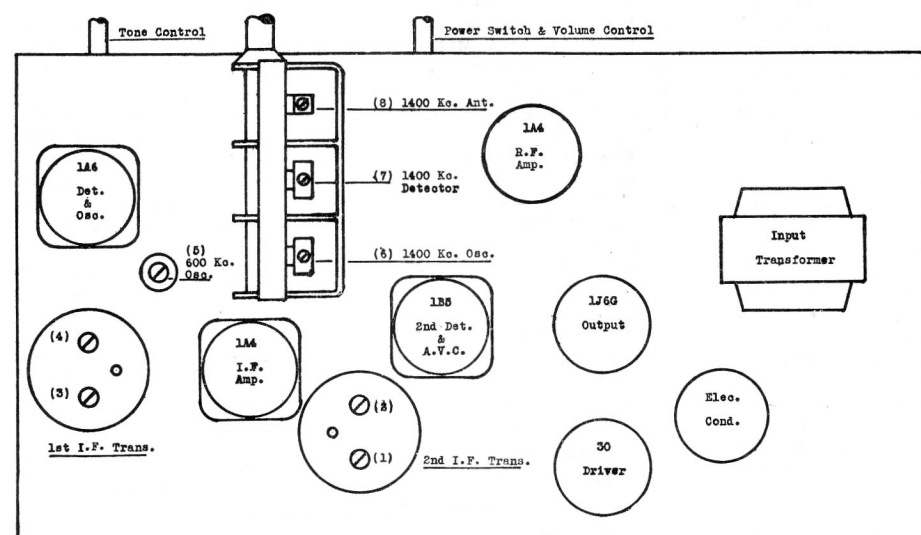 Tone Control
Power Switch & Volume Control
(8) 1400 Kc. Ant.
1A4
R.F.
Amp.
1A6
Det.
&
Osc.
(7) 1400 Kc.
Detector
Input
Transformer
(5)
600 Kc.
Osc.
(6) 1400 Kc. Osc.
1B5
2nd Det.
&
A.V.C.
1J6G
Output
(4)
(3)
1A4
I.F.
Amp.
1st I.F. Trans.
(2)
(1)
2nd I.F. Trans.
30
Driver
Elec.
Cond.